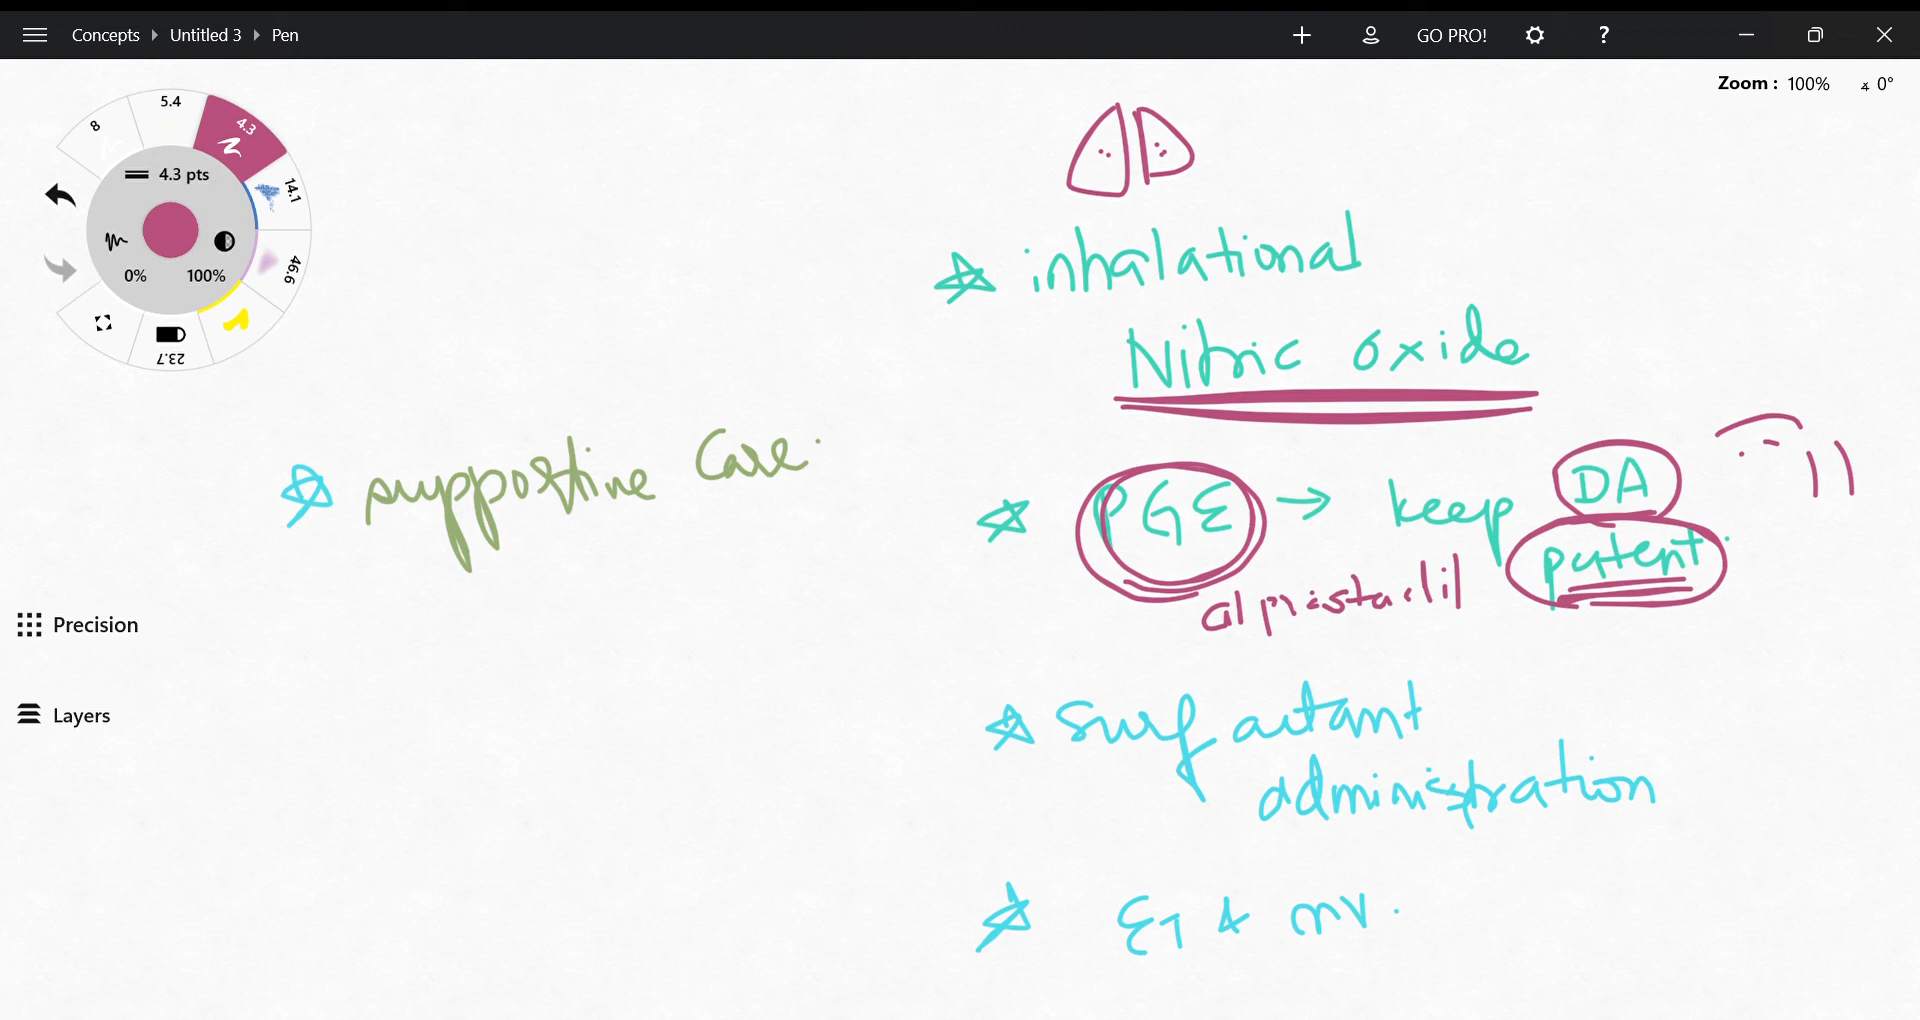 Concepts Untitled 3 Pen
GO PRO! ?
Zoom : 100% 0°
5.4
8
4.3
4.3 pts
14.1
46.6
0% 100%
23.7
inhalational
Nitric oxide
supportive Care.
PGE → keep DA
patent.
alprostadil
Precision
Layers
Surfactant
administration
ET & mv.